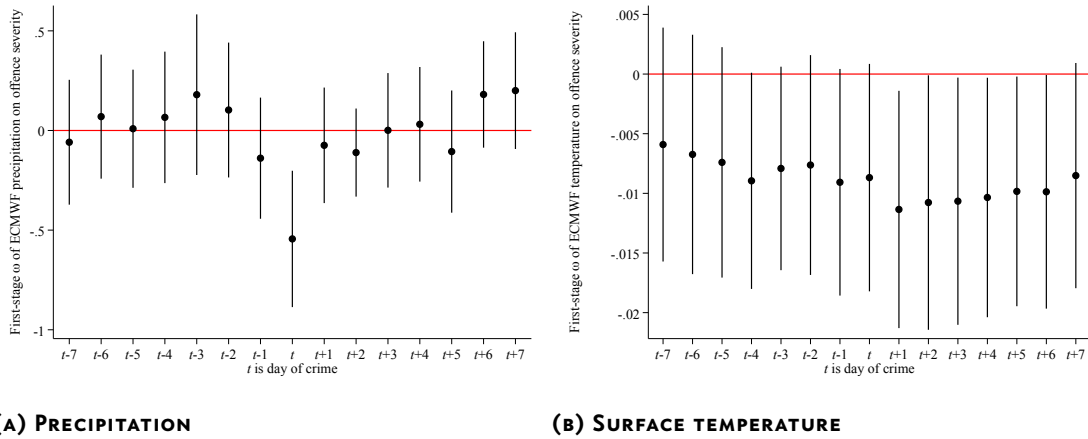 First-stage ω of ECMWF precipitation on offence severity
.5
0
-.5
-1
t-7 t-6 t-5 t-4 t-3 t-2 t-1 t t+1 t+2 t+3 t+4 t+5 t+6 t+7
t is day of crime
First-stage ω of ECMWF temperature on offence severity
.005
0
-.005
-.01
-.015
-.02
t-7 t-6 t-5 t-4 t-3 t-2 t-1 t t+1 t+2 t+3 t+4 t+5 t+6 t+7
t is day of crime
(A) PRECIPITATION
(B) SURFACE TEMPERATURE